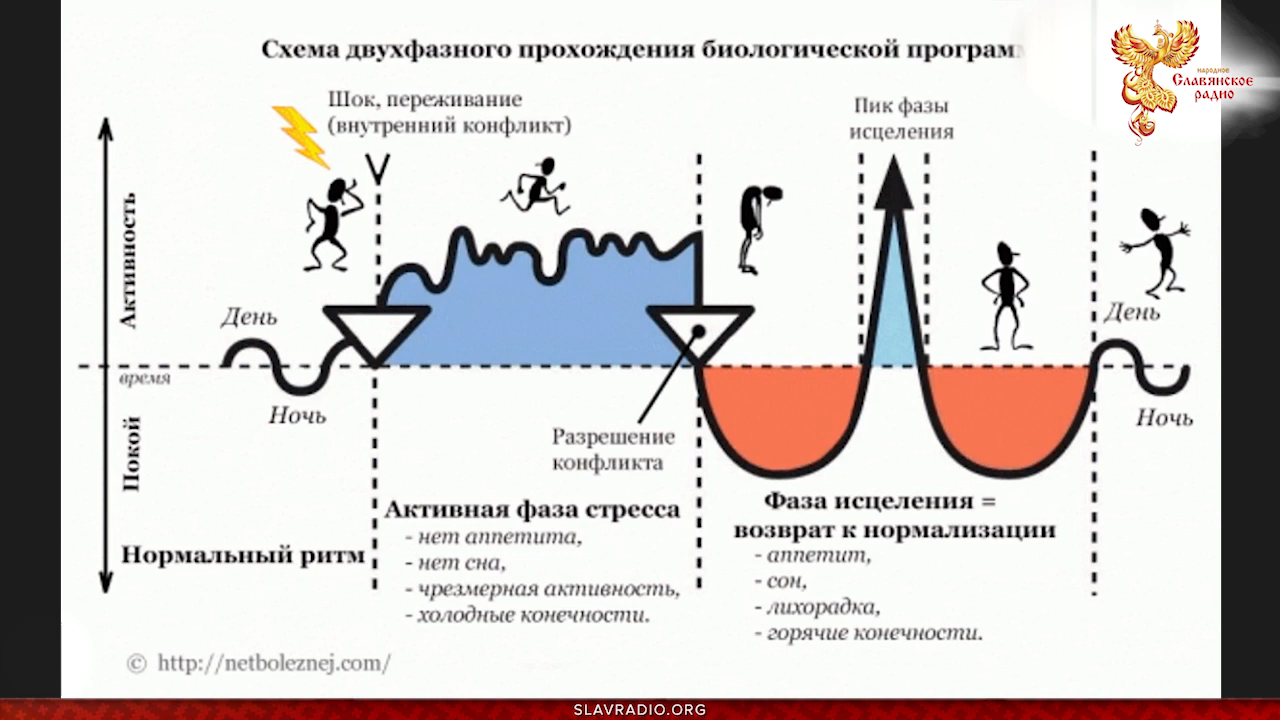 Схема двухфазного прохождения биологической програм
народное
Славянское
радио
Шок, переживание
(внутренний конфликт)
Пик фазы
исцеления
Активность
День
День
время
Ночь
Ночь
Покой
Разрешение
конфликта
Активная фаза стресса
- нет аппетита,
- нет сна,
- чрезмерная активность,
- холодные конечности.
Фаза исцеления =
возврат к нормализации
- аппетит,
- сон,
- лихорадка,
- горячие конечности.
Нормальный ритм
© http://netboleznej.com/
SLAVRADIO.ORG